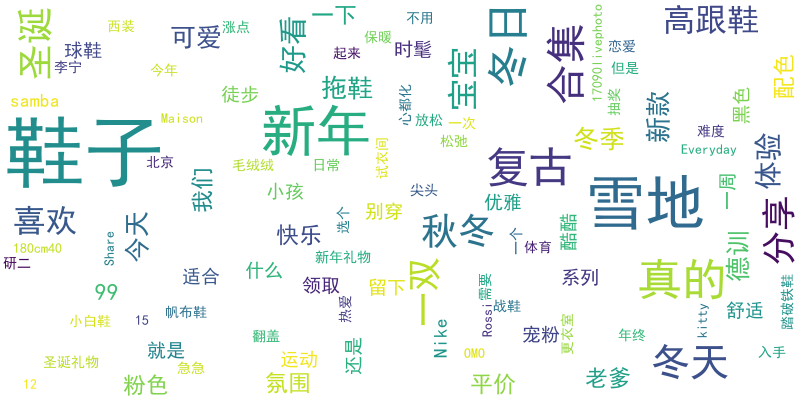 圣诞
西装
可爱
涨点
好看
一下
不用
保暖
时髦
起来
宝宝
冬日
合集
17090livephoto
恋爱
但是
高跟鞋
配色
球鞋
李宁
今年
samba
Maison
徒步
拖鞋
心都化
放松
一次
松弛
抽奖
新款
黑色
冬季
难度
Everyday
体验
鞋子
新年
北京
毛绒绒
日常
试衣间
复古
雪地
我们
小孩
尖头
优雅
一周
分享
喜欢
今天
Share
180cm40
研二
别穿
选个
秋冬
快乐
一个
体育
酷酷
新年礼物
德训
真的
踏破铁鞋
什么
适合
99
领取
留下
一双
系列
需要
Rossi
战鞋
舒适
帆布鞋
热爱
小白鞋
15
翻盖
宠粉
更衣室
kitty
年终
Nike
OMO
还是
就是
运动
冬天
入手
圣诞礼物
急急
12
粉色
氛围
平价
老爹